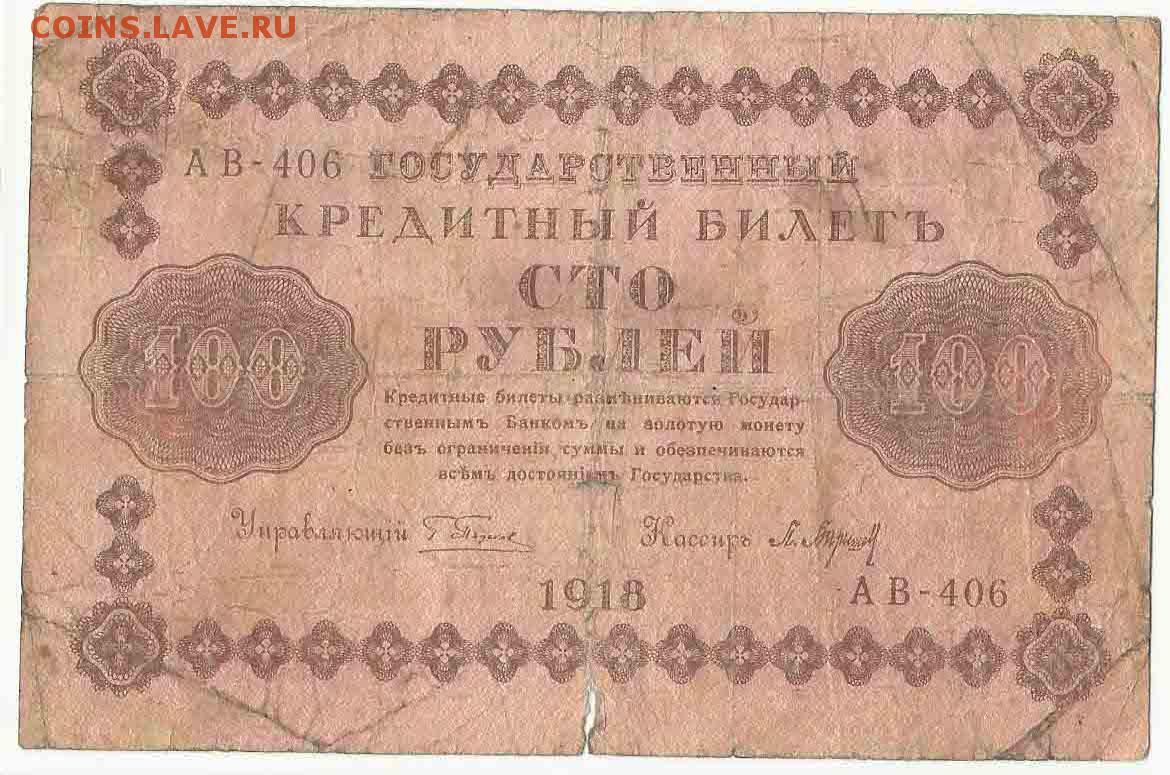 COINS.LAVE.RU
АВ-406 ГОСУДАРСТВЕННЫЙ
КРЕДИТНЫЙ БИЛЕТЪ
СТО
РУБЛЕЙ
100
100
Кредитные билеты размѣниваются Государ-
ственнымъ Банкомъ на золотую монету
безъ ограниченія суммы и обезпечиваются
всѣмъ достояніемъ Государства.
Управляющій
Кассиръ
1918
АВ-406